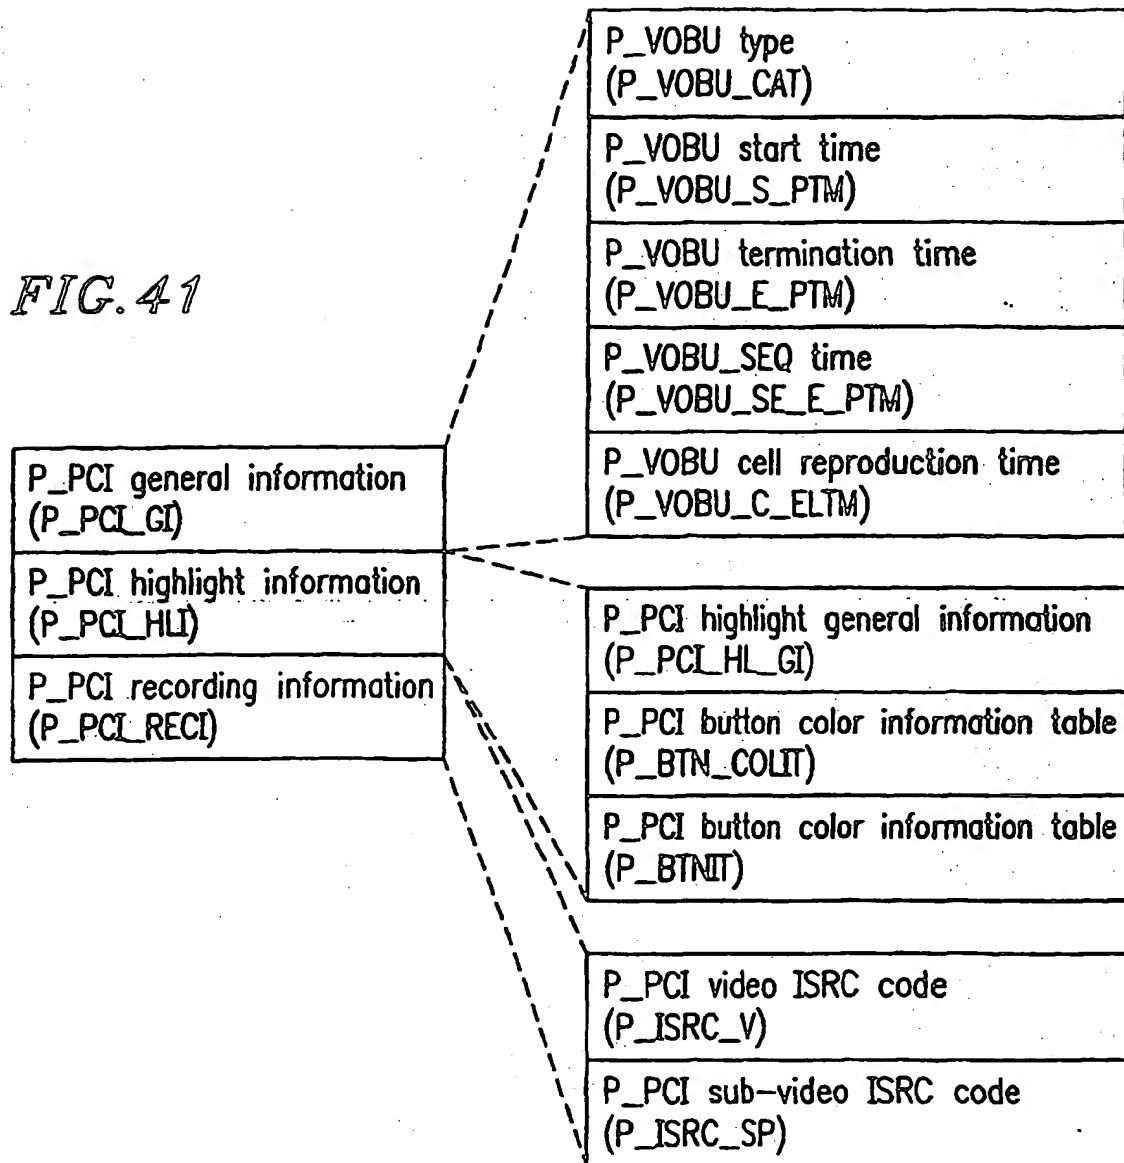 FIG.41
P_PCI general information
(P_PCI_GI)
P_PCI highlight information
(P_PCI_HLI)
P_PCI recording information
(P_PCI_RECI)
P_VOBU type
(P_VOBU_CAT)
P_VOBU start time
(P_VOBU_S_PTM)
P_VOBU termination time
(P_VOBU_E_PTM)
P_VOBU_SEQ time
(P_VOBU_SE_E_PTM)
P_VOBU cell reproduction time
(P_VOBU_C_ELTM)
P_PCI highlight general information
(P_PCI_HL_GI)
P_PCI button color information table
(P_BTN_COLIT)
P_PCI button color information table
(P_BTNIT)
P_PCI video ISRC code
(P_ISRC_V)
P_PCI sub-video ISRC code
(P_ISRC_SP)